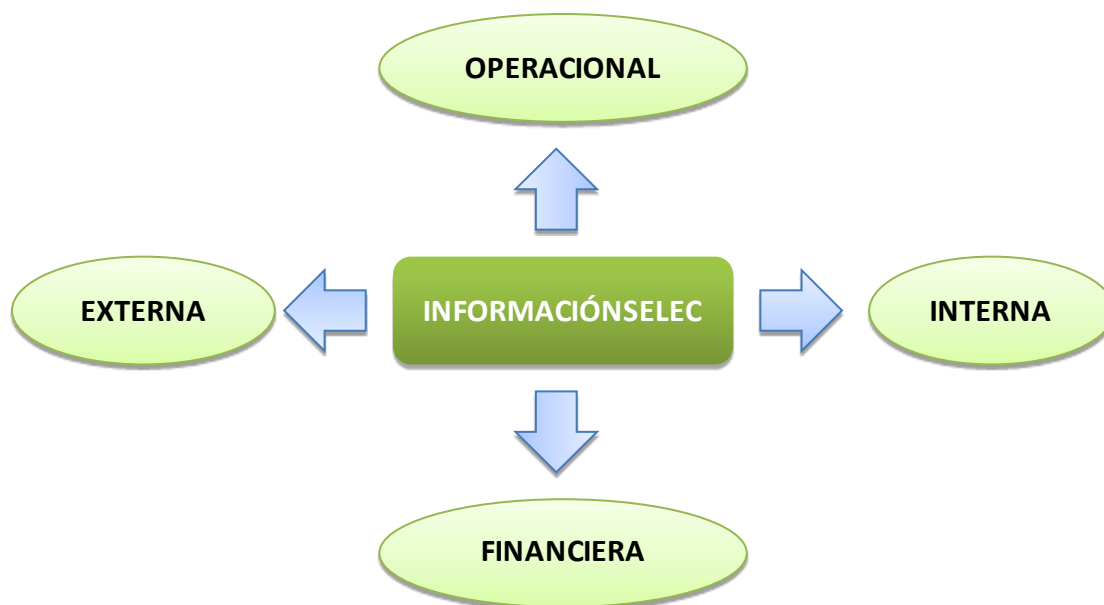 OPERACIONAL
EXTERNA
INFORMACIÓNSELEC
INTERNA
FINANCIERA